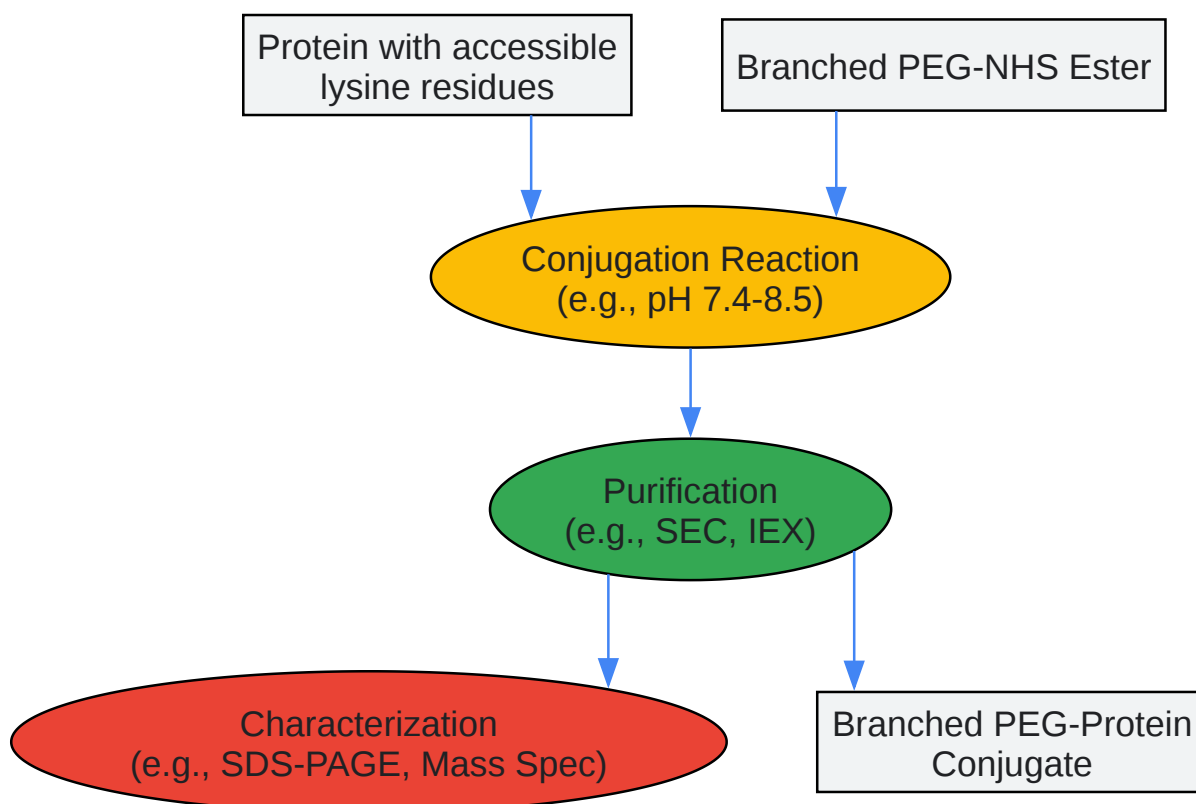 Protein with accessible
lysine residues
Branched PEG-NHS Ester
Conjugation Reaction
(e.g., pH 7.4-8.5)
Purification
(e.g., SEC, IEX)
Characterization
(e.g., SDS-PAGE, Mass Spec)
Branched PEG-Protein
Conjugate